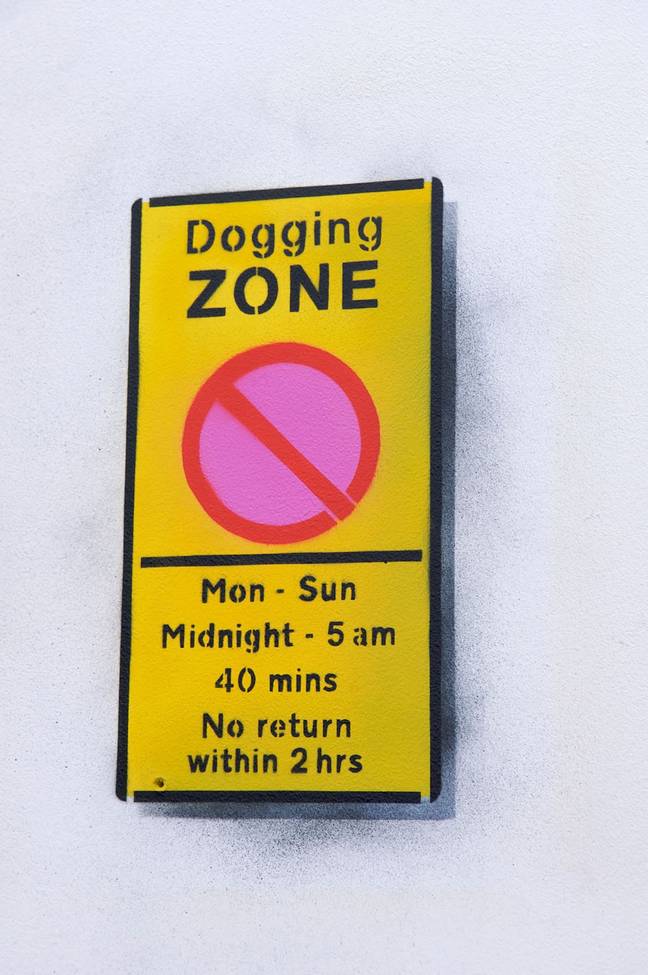 Dogging
ZONE
Mon - Sun
Midnight - 5 am
40 mins
No return
within 2 hrs